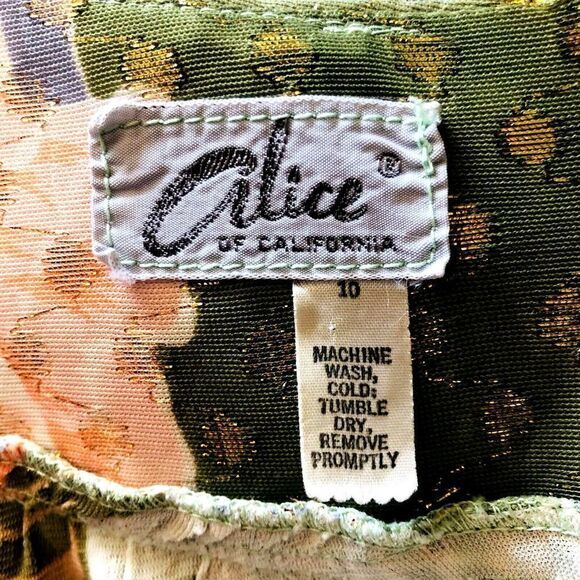 Alice®
OF CALIFORNIA
10
MACHINE
WASH,
COLD;
TUMBLE
DRY,
REMOVE
PROMPTLY